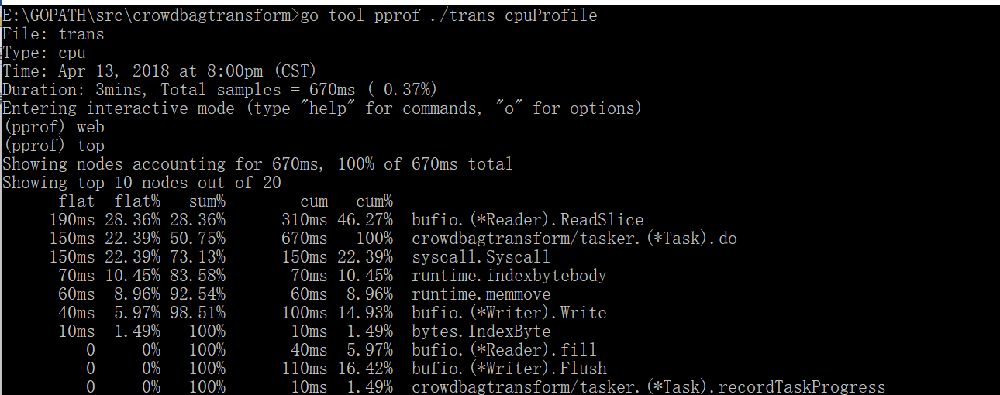 E:\GOPATH\src\crowdbagtransform>go tool pprof ./trans cpuProfile
File: trans
Type: cpu
Time: Apr 13, 2018 at 8:00pm (CST)
Duration: 3mins, Total samples = 670ms ( 0.37%)
Entering interactive mode (type "help" for commands, "o" for options)
(pprof) web
(pprof) top
Showing nodes accounting for 670ms, 100% of 670ms total
Showing top 10 nodes out of 20
flat flat% sum% cum cum%
190ms 28.36% 28.36% 310ms 46.27% bufio.(*Reader).ReadSlice
150ms 22.39% 50.75% 670ms 100% crowdbagtransform/tasker.(*Task).do
150ms 22.39% 73.13% 150ms 22.39% syscall.Syscall
70ms 10.45% 83.58% 70ms 10.45% runtime.indexbytebody
60ms 8.96% 92.54% 60ms 8.96% runtime.memmove
40ms 5.97% 98.51% 100ms 14.93% bufio.(*Writer).Write
10ms 1.49% 100% 10ms 1.49% bytes.IndexByte
0 0% 100% 40ms 5.97% bufio.(*Reader).fill
0 0% 100% 110ms 16.42% bufio.(*Writer).Flush
0 0% 100% 10ms 1.49% crowdbagtransform/tasker.(*Task).recordTaskProgress